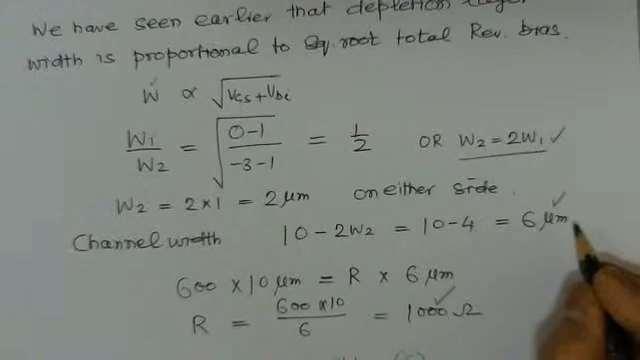 We have seen earlier that depletion layer
width is proportional to Sq. root total Rev. bias.
W ∝ √(VGS + Vbi)
W1/W2 = √((0-1)/(-3-1)) = 1/2 OR W2 = 2W1 ✓
W2 = 2×1 = 2 μm on either side.
Channel width 10 - 2W2 = 10-4 = 6 μm ✓
600 × 10 μm = R × 6 μm
R = (600×10)/6 = 1000 Ω ✓